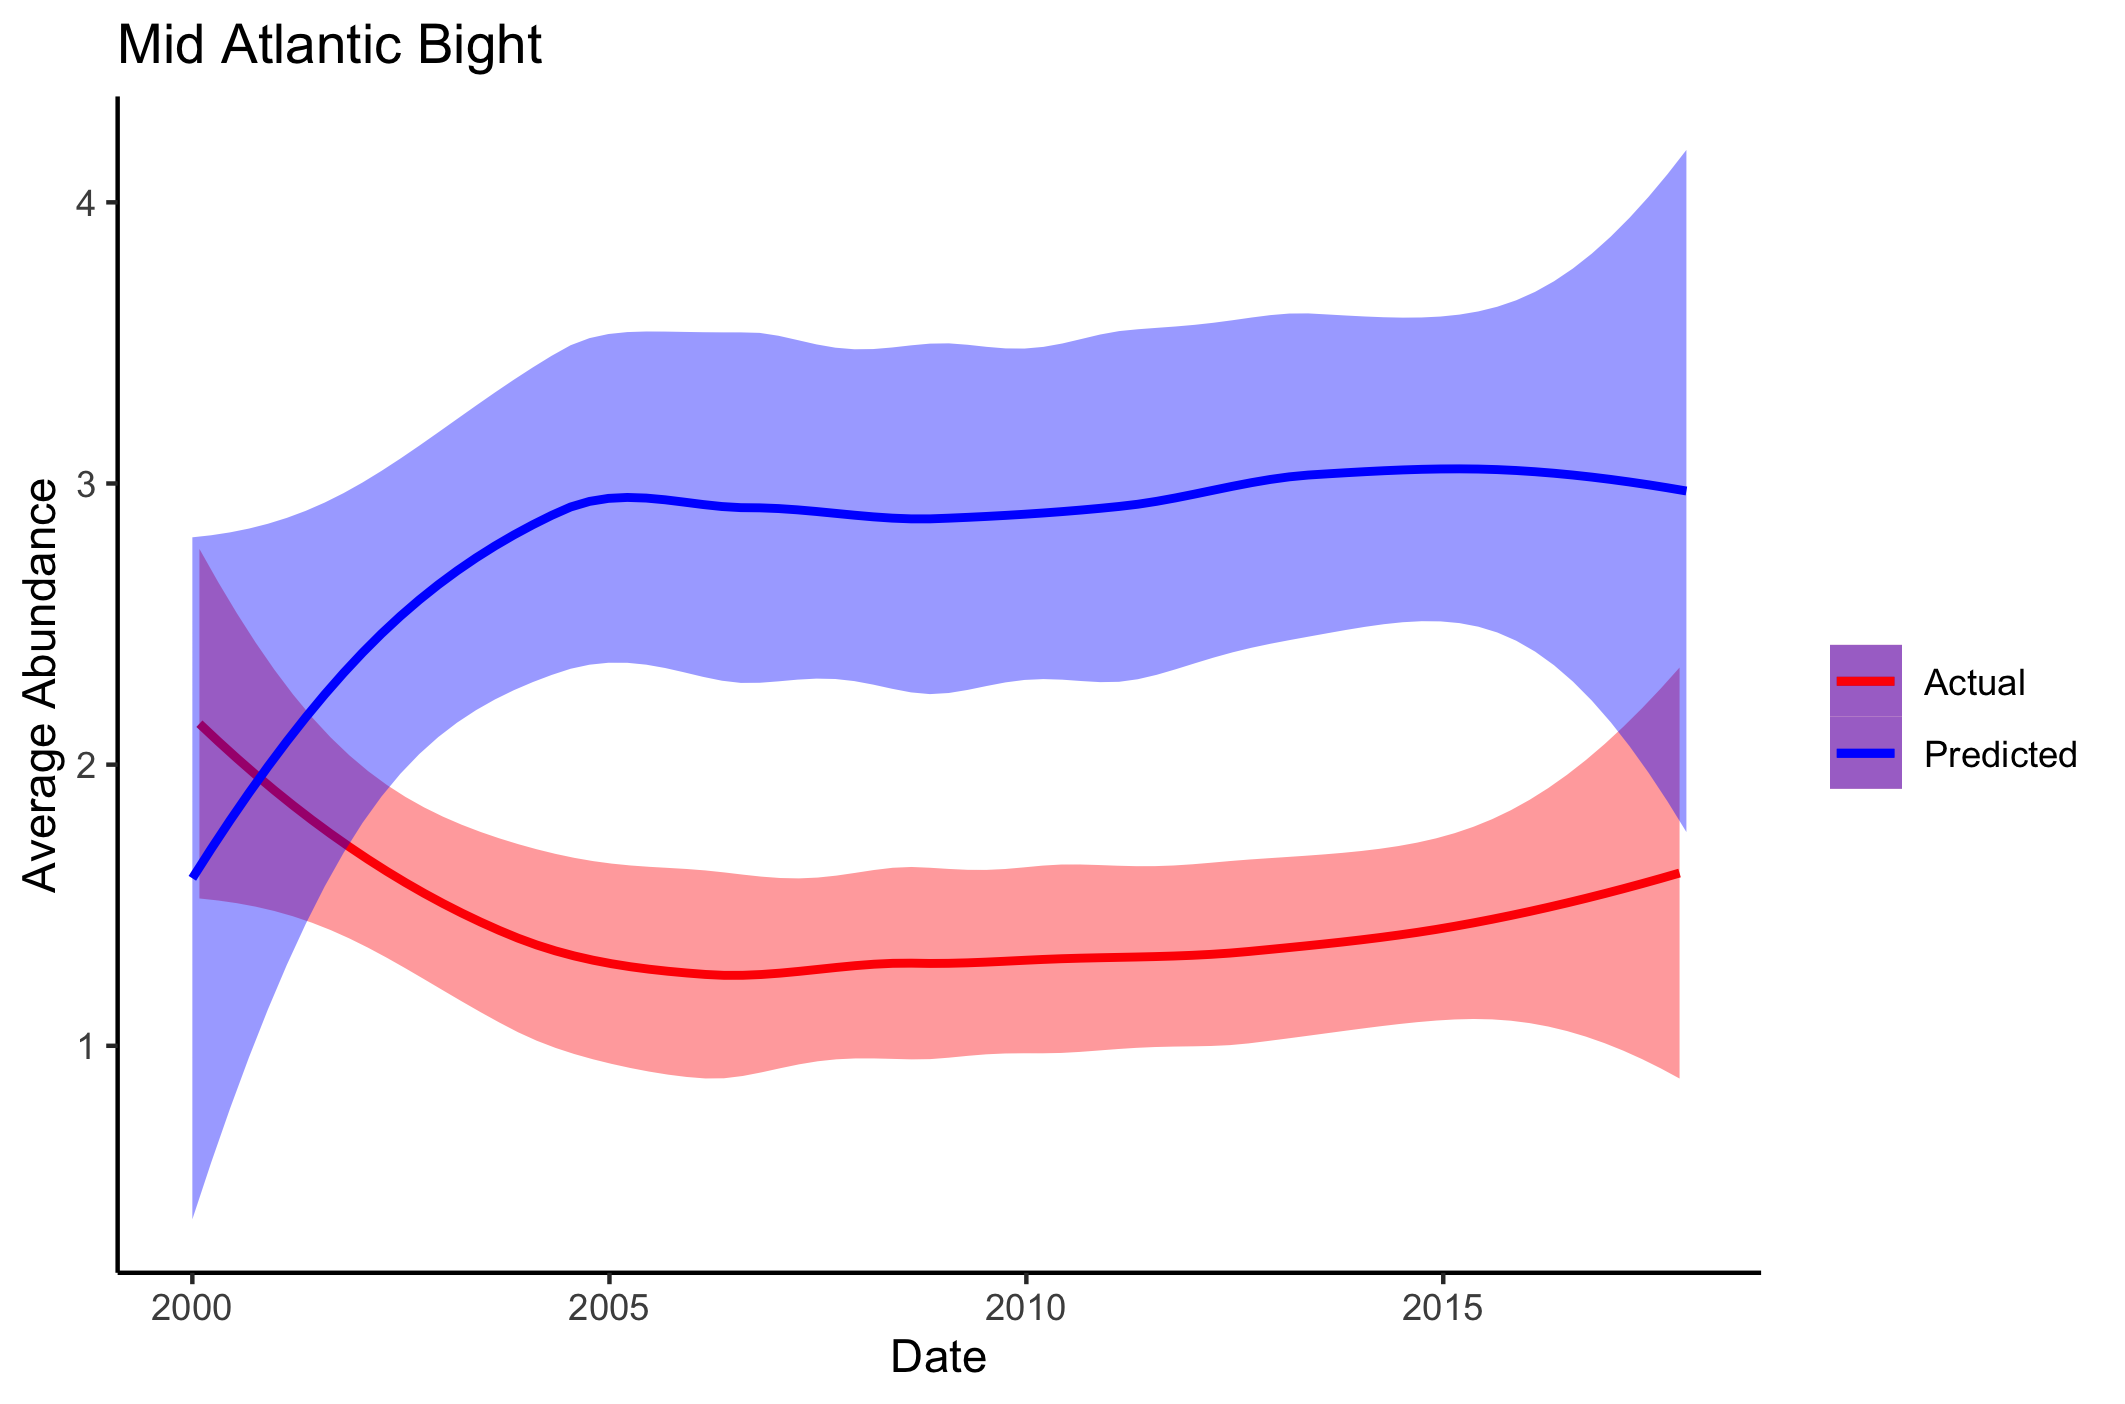 Mid Atlantic Bight
Average Abundance
4
3
2
1
2000 2005 2010 2015
Date
Actual
Predicted